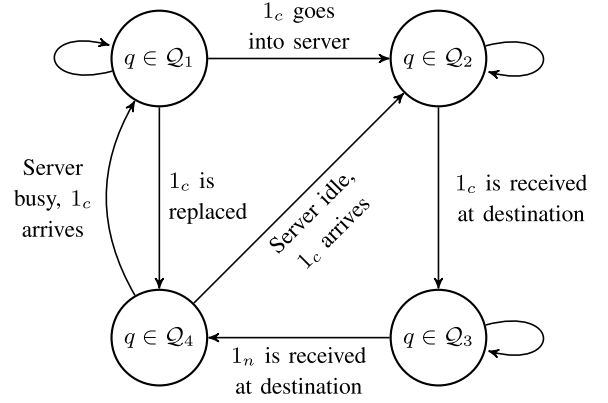 1_c goes
into server
q ∈ Q_1
q ∈ Q_2
Server
busy, 1_c
arrives
1_c is
replaced
Server idle,
1_c arrives
1_c is received
at destination
q ∈ Q_4
q ∈ Q_3
1_n is received
at destination